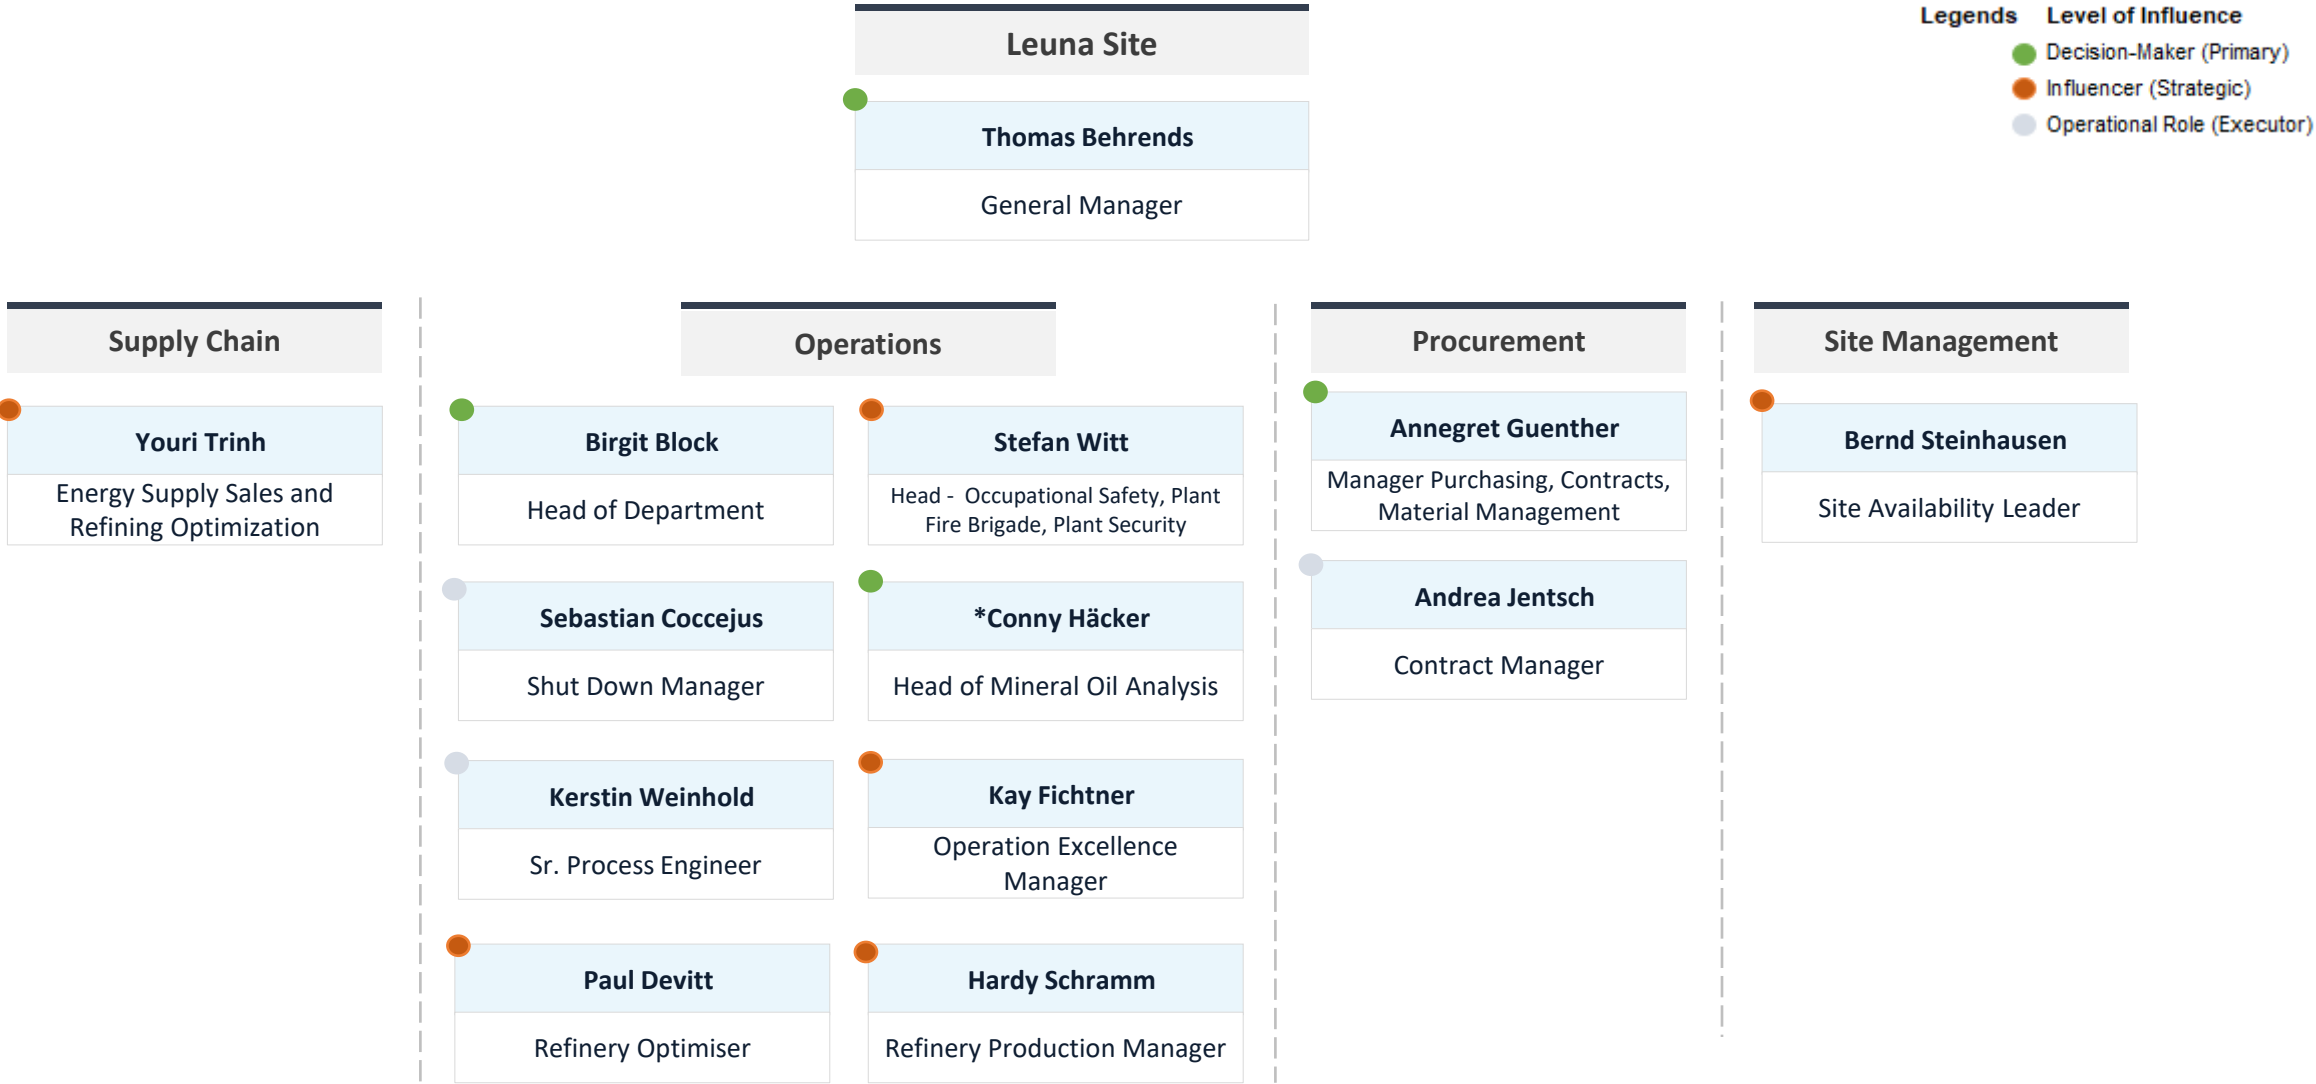 Leuna Site
Legends Level of Influence
Decision-Maker (Primary)
Influencer (Strategic)
Operational Role (Executor)
Thomas Behrends
General Manager
Supply Chain
Youri Trinh
Energy Supply Sales and
Refining Optimization
Operations
Birgit Block
Head of Department
Stefan Witt
Head - Occupational Safety, Plant
Fire Brigade, Plant Security
Sebastian Coccejus
Shut Down Manager
*Conny Häcker
Head of Mineral Oil Analysis
Kerstin Weinhold
Sr. Process Engineer
Kay Fichtner
Operation Excellence
Manager
Paul Devitt
Refinery Optimiser
Hardy Schramm
Refinery Production Manager
Procurement
Annegret Guenther
Manager Purchasing, Contracts,
Material Management
Andrea Jentsch
Contract Manager
Site Management
Bernd Steinhausen
Site Availability Leader